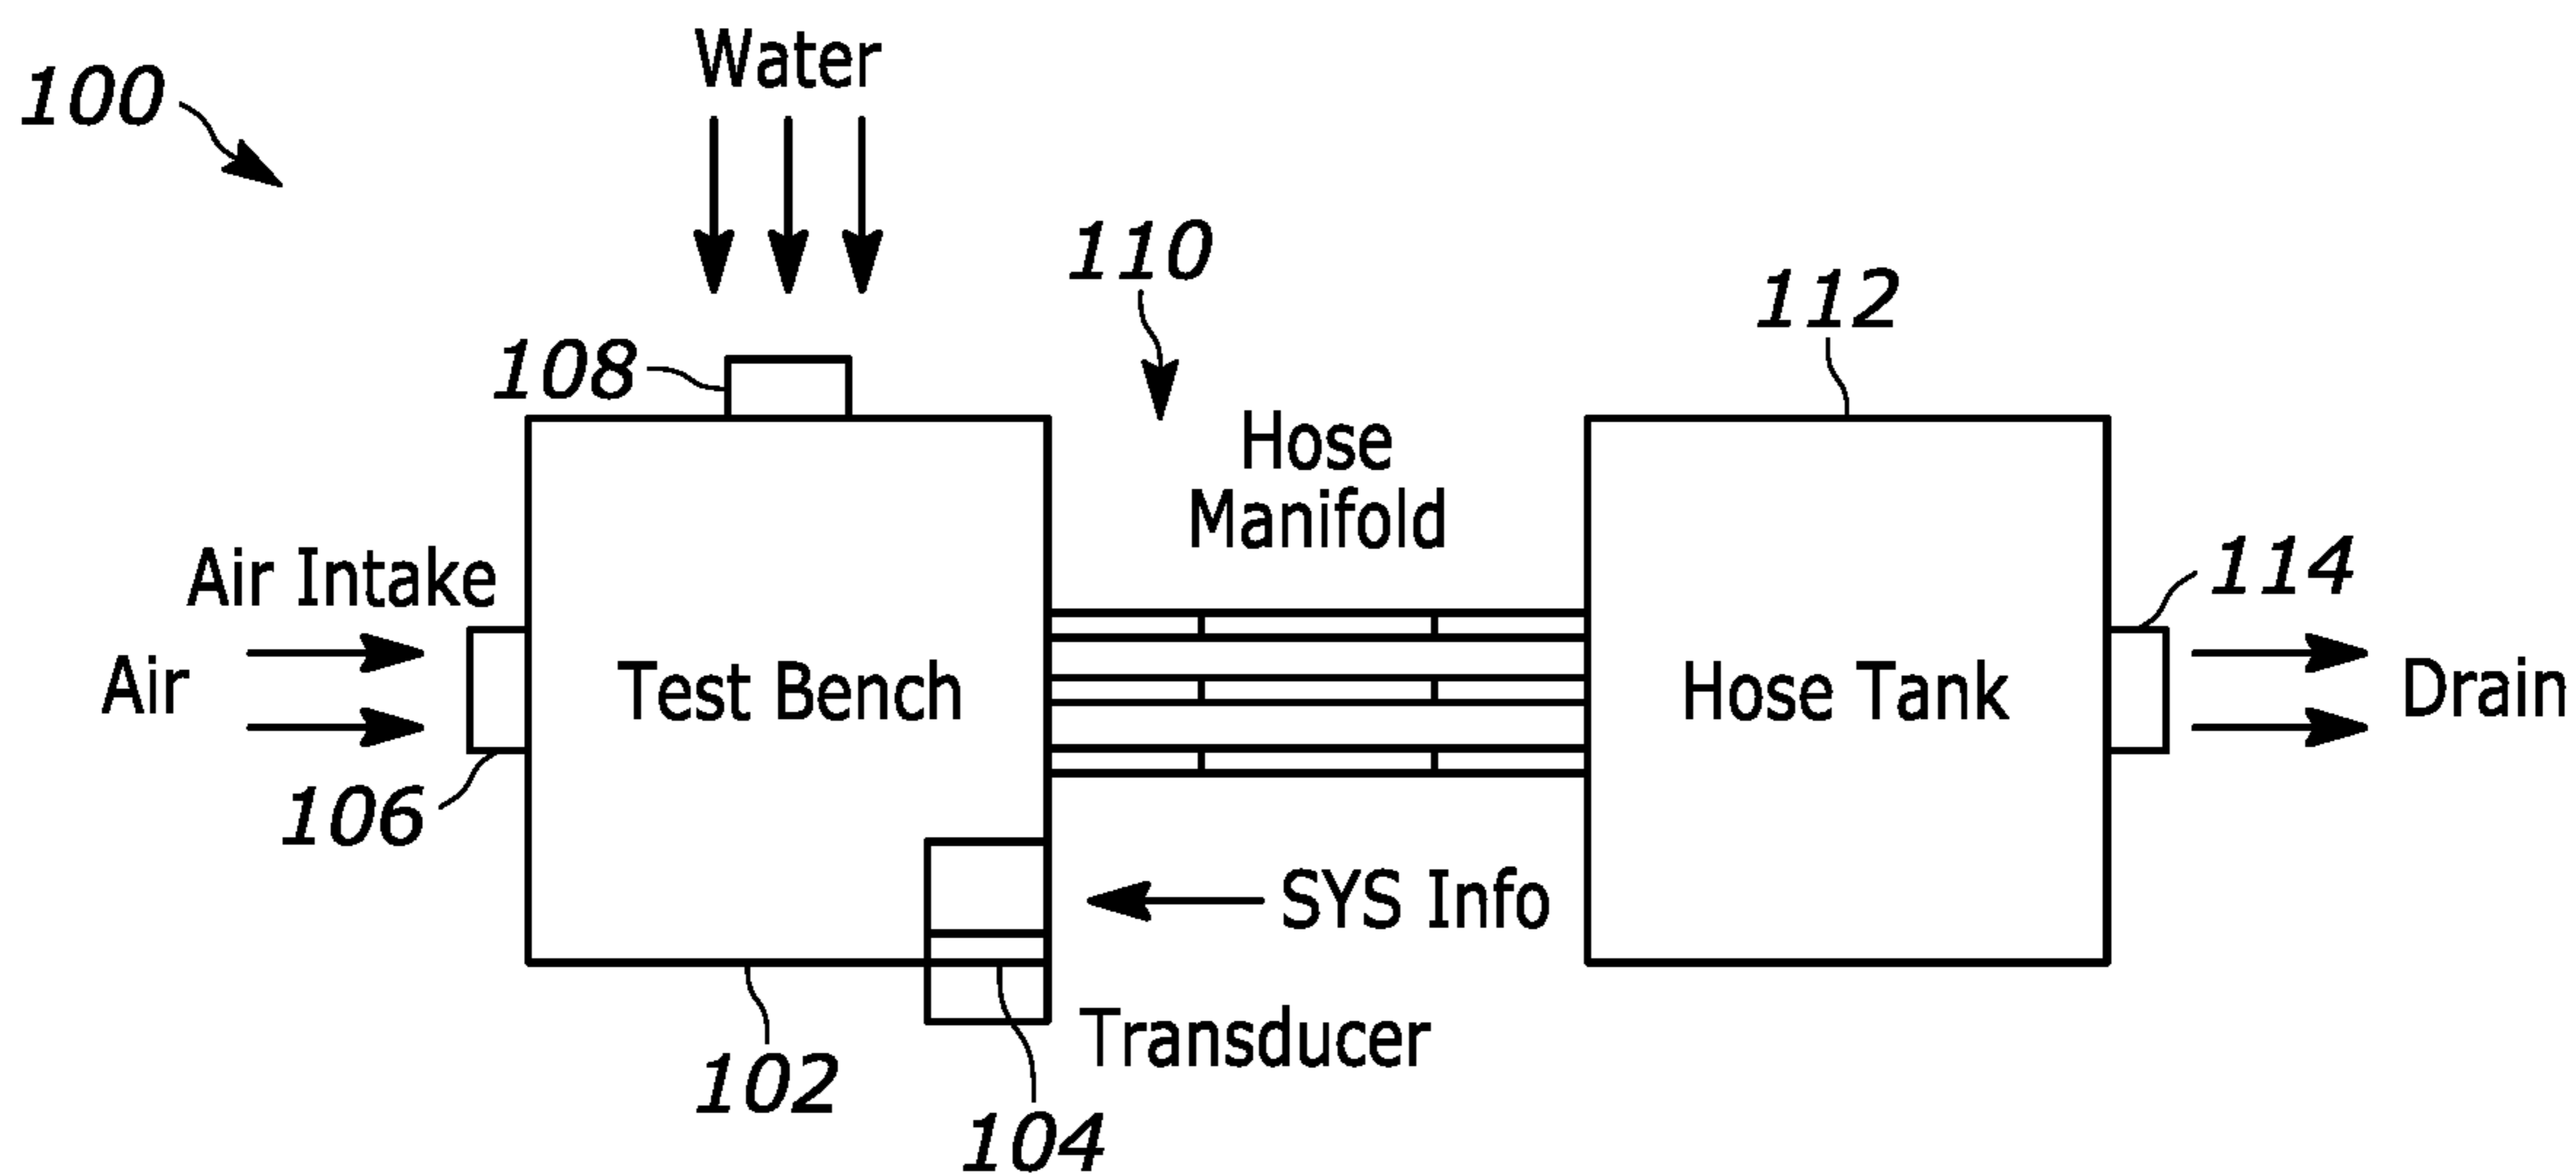 Water
100
110
112
108
Hose
Manifold
114
Air Intake
Air
Test Bench
Hose Tank
Drain
106
SYS Info
Transducer
102
104